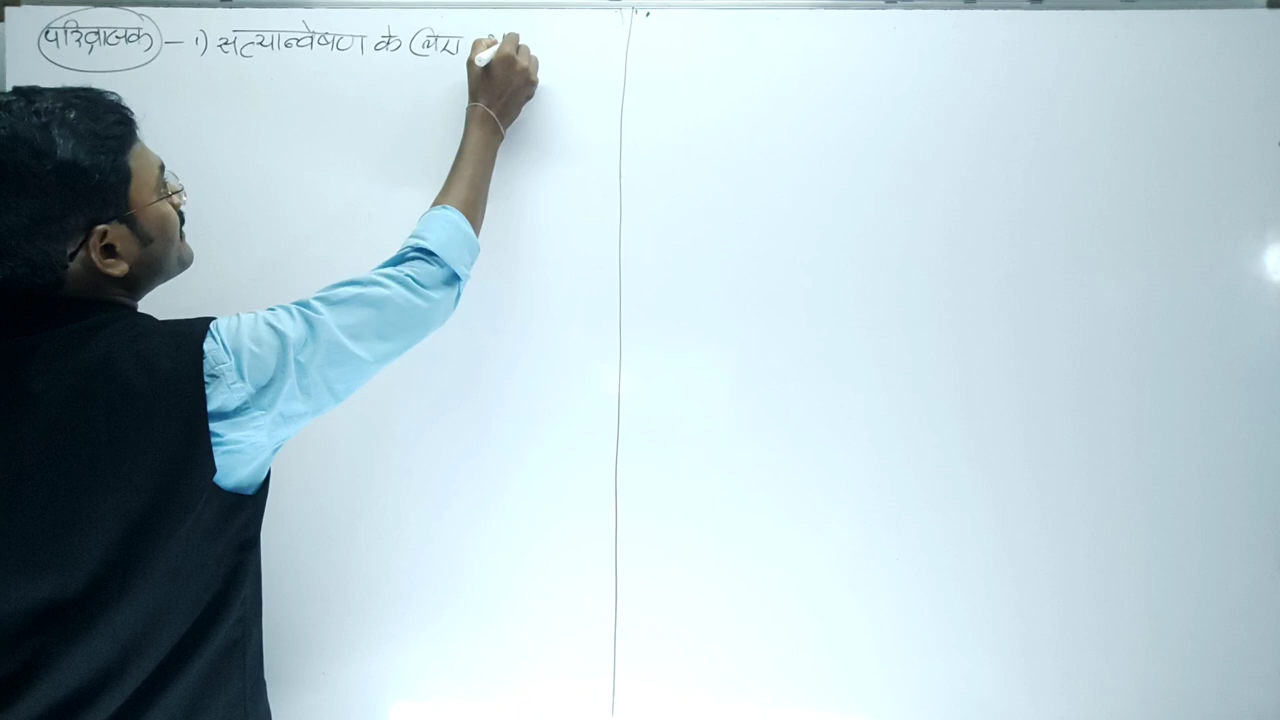 परिव्राजक – 1) सत्यान्वेषण के लिए